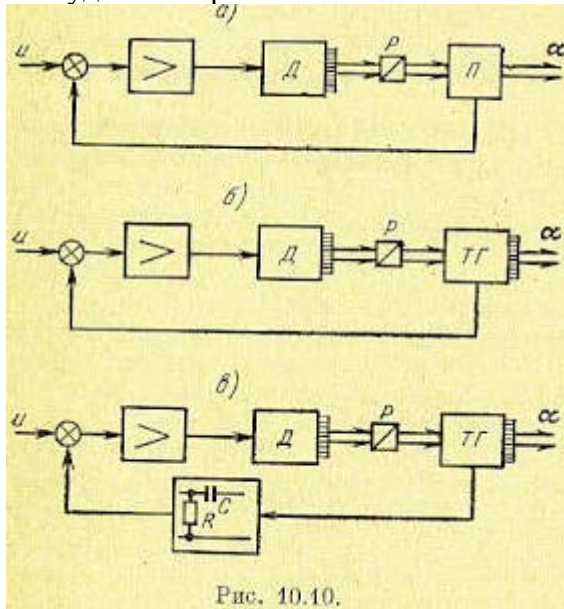 а)
u > Д Р П α
б)
u > Д Р ТГ α
в)
u > Д Р ТГ α
C
R
Рис. 10.10.